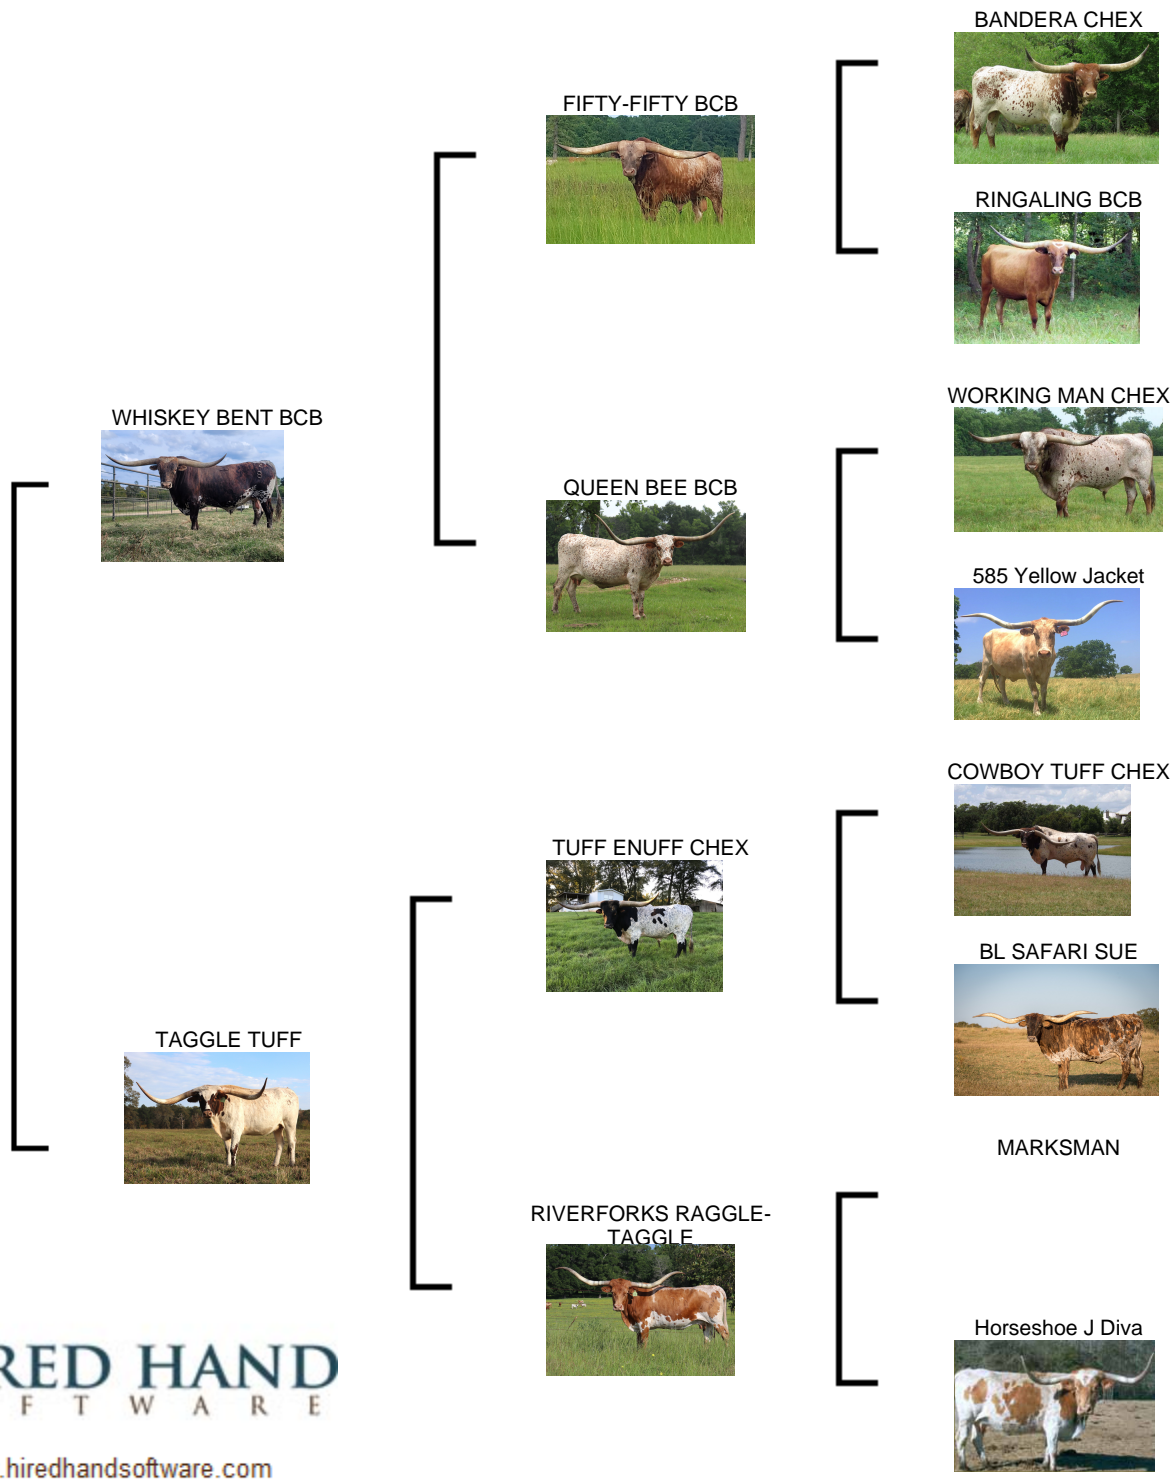 BANDERA CHEX
FIFTY-FIFTY BCB
RINGALING BCB
WORKING MAN CHEX
WHISKEY BENT BCB
QUEEN BEE BCB
585 Yellow Jacket
COWBOY TUFF CHEX
TUFF ENUFF CHEX
BL SAFARI SUE
TAGGLE TUFF
MARKSMAN
RIVERFORKS RAGGLE-
TAGGLE
Horseshoe J Diva
RED HAND
FTWARE
.hiredhandsoftware.com